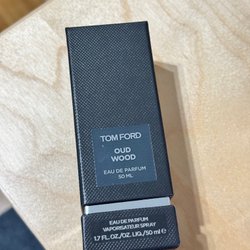 TOM FORD
OUD
WOOD
EAU DE PARFUM
50 ML
EAU DE PARFUM
VAPORISATEUR SPRAY
1.7 FL.OZ./OZ.LIQ./50 ml ℮